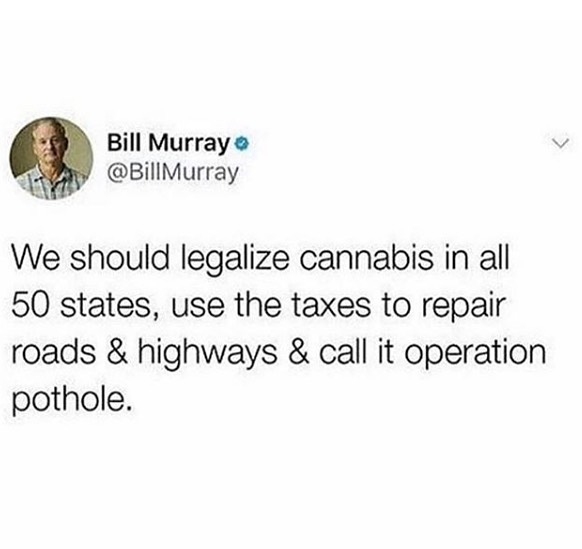 Bill Murray
@BillMurray
We should legalize cannabis in all
50 states, use the taxes to repair
roads & highways & call it operation
pothole.